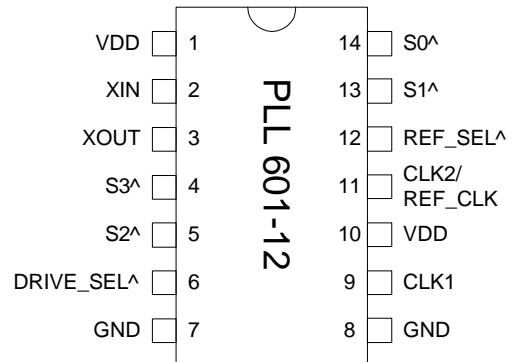 VDD 1 14 S0^
XIN 2 13 S1^
XOUT 3 12 REF_SEL^
S3^ 4 11 CLK2/
REF_CLK
S2^ 5 10 VDD
DRIVE_SEL^ 6 9 CLK1
GND 7 8 GND
PLL 601-12